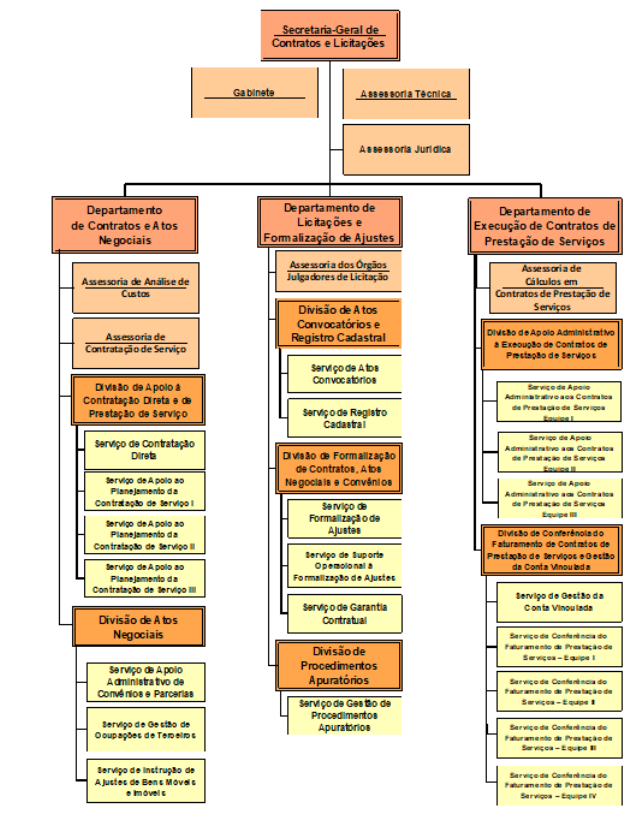 Secretaria-Geral de
Contratos e Licitações
Gabinete
Assessoria Técnica
Assessoria Jurídica
Departamento
de Contratos e Atos
Negociais
Assessoria de Análise de
Custos
Assessoria de
Contratação de Serviço
Divisão de Apoio à
Contratação Direta e de
Prestação de Serviço
Serviço de Contratação
Direta
Serviço de Apoio ao
Planejamento da
Contratação de Serviço I
Serviço de Apoio ao
Planejamento da
Contratação de Serviço II
Serviço de Apoio ao
Planejamento da
Contratação de Serviço III
Divisão de Atos
Negociais
Serviço de Apoio
Administrativo de
Convênios e Parcerias
Serviço de Gestão de
Ocupações de Terceiros
Serviço de Instrução de
Ajustes de Bens Móveis
e Imóveis
Departamento de
Licitações e
Formalização de Ajustes
Assessoria dos Órgãos
Julgadores de Licitação
Divisão de Atos
Convocatórios e
Registro Cadastral
Serviço de Atos
Convocatórios
Serviço de Registro
Cadastral
Divisão de Formalização
de Contratos, Atos
Negociais e Convênios
Serviço de
Formalização de
Ajustes
Serviço de Suporte
Operacional à
Formalização de Ajustes
Serviço de Garantia
Contratual
Divisão de
Procedimentos
Apuratórios
Serviço de Gestão de
Procedimentos
Apuratórios
Departamento de
Execução de Contratos de
Prestação de Serviços
Assessoria de
Cálculos em
Contratos de Prestação de
Serviços
Divisão de Apoio Administrativo
à Execução de Contratos de
Prestação de Serviços
Serviço de Apoio
Administrativo aos Contratos
de Prestação de Serviços
Equipe I
Serviço de Apoio
Administrativo aos Contratos
de Prestação de Serviços
Equipe II
Serviço de Apoio
Administrativo aos Contratos
de Prestação de Serviços
Equipe III
Divisão de Conferência do
Faturamento de Contratos de
Prestação de Serviços e Gestão
da Conta Vinculada
Serviço de Gestão da
Conta Vinculada
Serviço de Conferência do
Faturamento de Prestação de
Serviços – Equipe I
Serviço de Conferência do
Faturamento de Prestação de
Serviços – Equipe II
Serviço de Conferência do
Faturamento de Prestação de
Serviços – Equipe III
Serviço de Conferência do
Faturamento de Prestação de
Serviços – Equipe IV